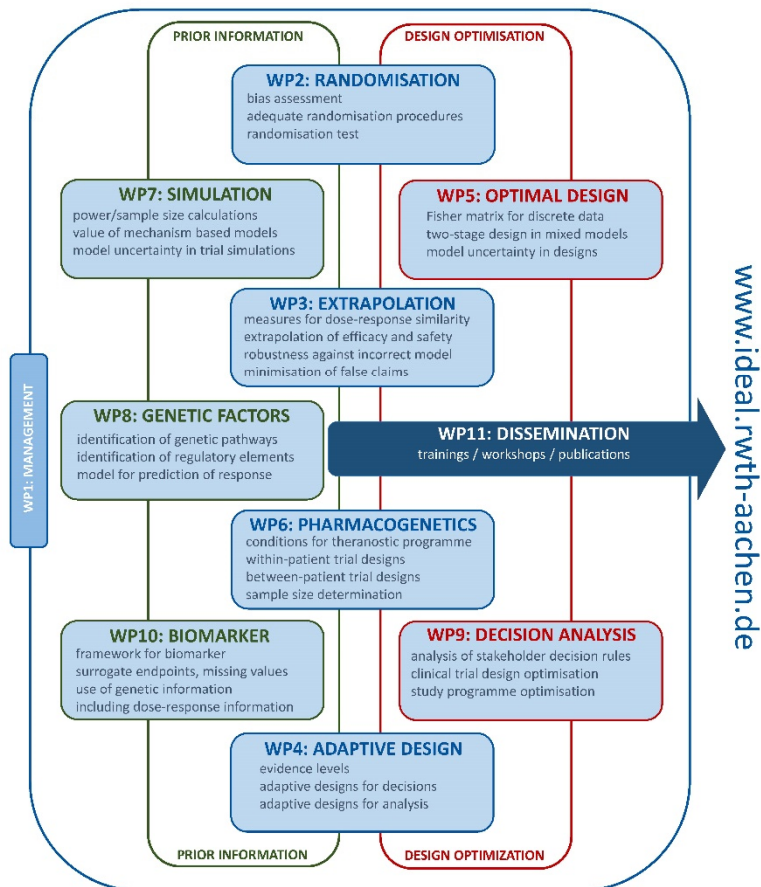 PRIOR INFORMATION
DESIGN OPTIMISATION
WP2: RANDOMISATION
bias assessment
adequate randomisation procedures
randomisation test
WP7: SIMULATION
power/sample size calculations
value of mechanism based models
model uncertainty in trial simulations
WP5: OPTIMAL DESIGN
Fisher matrix for discrete data
two-stage design in mixed models
model uncertainty in designs
WP3: EXTRAPOLATION
measures for dose-response similarity
extrapolation of efficacy and safety
robustness against incorrect model
minimisation of false claims
WP1: MANAGEMENT
WP8: GENETIC FACTORS
identification of genetic pathways
identification of regulatory elements
model for prediction of response
WP11: DISSEMINATION
trainings / workshops / publications
www.ideal.rwth-aachen.de
WP6: PHARMACOGENETICS
conditions for theranostic programme
within-patient trial designs
between-patient trial designs
sample size determination
WP10: BIOMARKER
framework for biomarker
surrogate endpoints, missing values
use of genetic information
including dose-response information
WP9: DECISION ANALYSIS
analysis of stakeholder decision rules
clinical trial design optimisation
study programme optimisation
WP4: ADAPTIVE DESIGN
evidence levels
adaptive designs for decisions
adaptive designs for analysis
PRIOR INFORMATION
DESIGN OPTIMIZATION